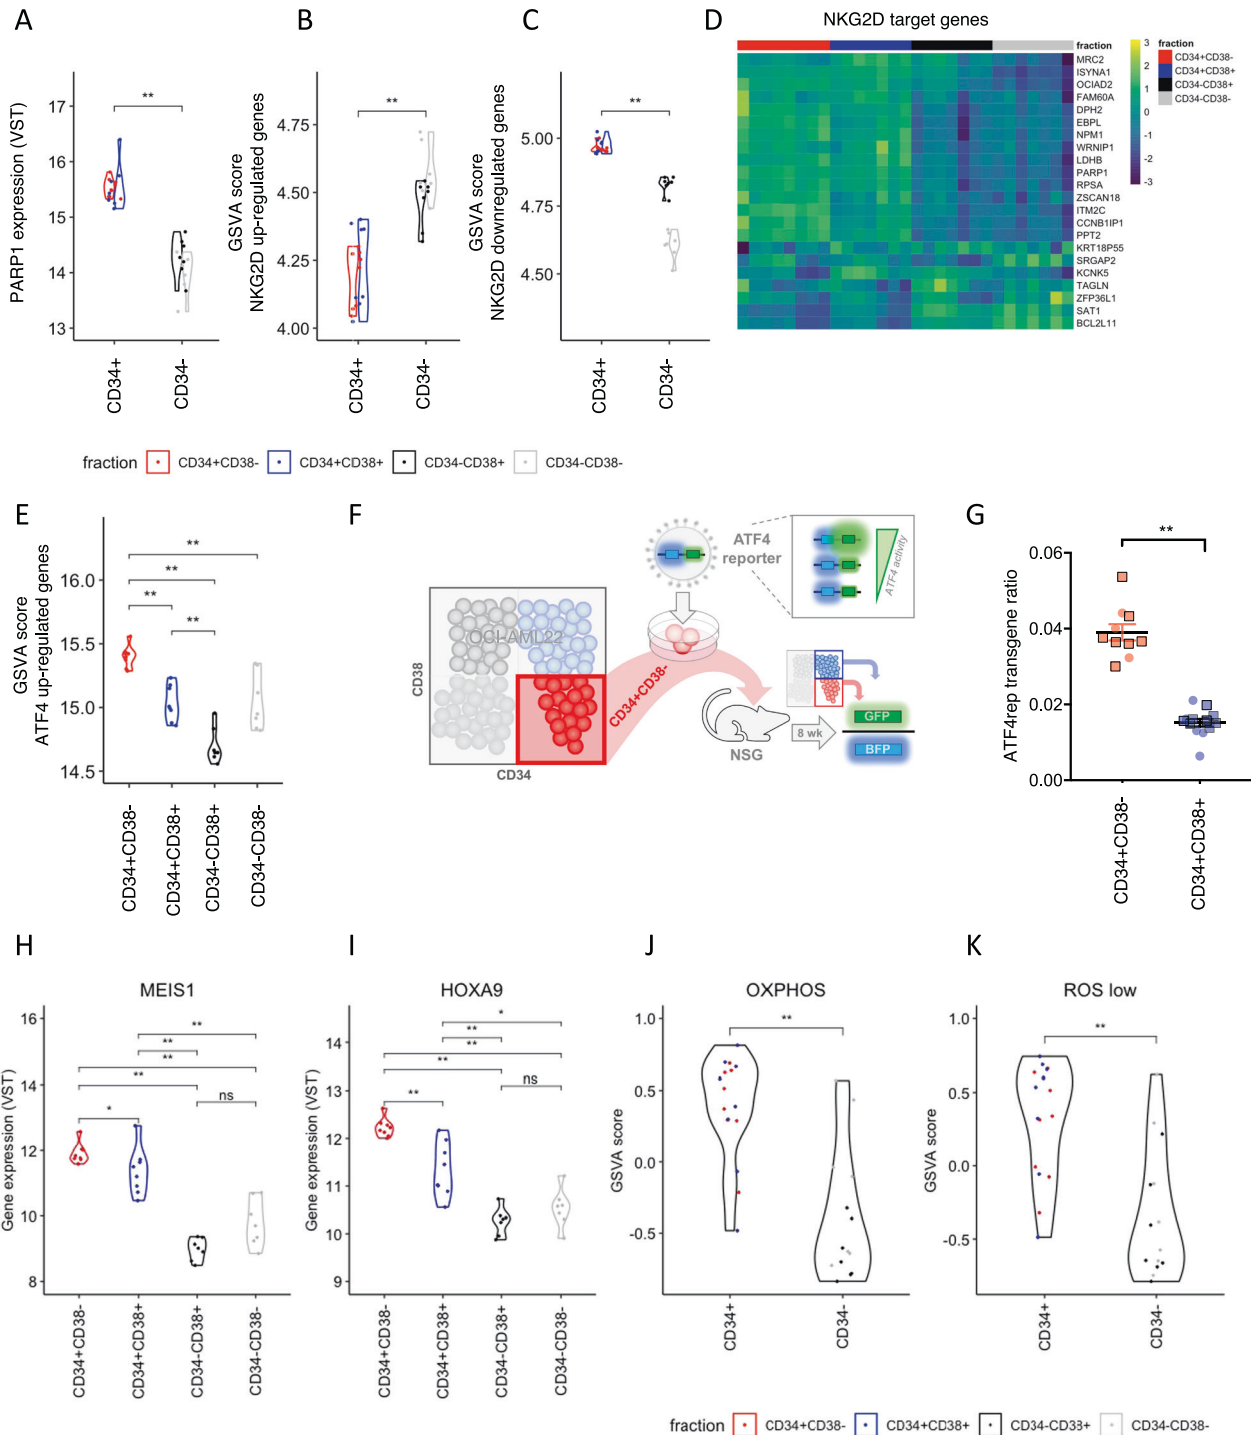 A
B
C
D
NKG2D target genes
PARP1 expression (VST)
17
16
15
14
13
**
CD34+
CD34-
GSVA score
NKG2D up-regulated genes
4.75
4.50
4.25
4.00
**
CD34+
CD34-
GSVA score
NKG2D downregulated genes
5.00
4.75
4.50
**
CD34+
CD34-
fraction
MRC2
ISYNA1
OCIAD2
FAM60A
DPH2
EBPL
NPM1
WRNIP1
LDHB
PARP1
RPSA
ZSCAN18
ITM2C
CCNB1IP1
PPT2
KRT18P55
SRGAP2
KCNK5
TAGLN
ZFP36L1
SAT1
BCL2L11
3
2
1
0
-1
-2
-3
fraction
CD34+CD38-
CD34+CD38+
CD34-CD38+
CD34-CD38-
fraction CD34+CD38- CD34+CD38+ CD34-CD38+ CD34-CD38-
E
F
G
GSVA score
ATF4 up-regulated genes
16.0
15.5
15.0
14.5
**
**
**
**
CD34+CD38-
CD34+CD38+
CD34-CD38+
CD34-CD38-
OCI-AML22
CD38
CD34
CD34+CD38-
ATF4
reporter
ATF4 activity
NSG
8 wk
GFP
BFP
ATF4rep transgene ratio
0.06
0.04
0.02
0.00
**
CD34+CD38-
CD34+CD38+
H
I
J
K
MEIS1
Gene expression (VST)
16
14
12
10
8
**
**
**
**
ns
*
CD34+CD38-
CD34+CD38+
CD34-CD38+
CD34-CD38-
HOXA9
Gene expression (VST)
14
13
12
11
10
9
*
**
**
**
ns
**
CD34+CD38-
CD34+CD38+
CD34-CD38+
CD34-CD38-
OXPHOS
GSVA score
1.0
0.5
0.0
-0.5
**
CD34+
CD34-
ROS low
GSVA score
1.0
0.5
0.0
-0.5
**
CD34+
CD34-
fraction CD34+CD38- CD34+CD38+ CD34-CD38+ CD34-CD38-